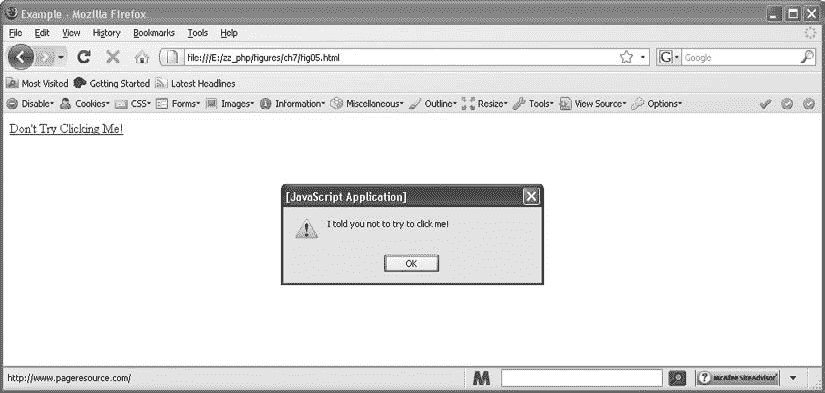 Example - Mozilla Firefox
File Edit View History Bookmarks Tools Help
file:///E:/zz_php/figures/ch7/fig05.html
G Google
Most Visited Getting Started Latest Headlines
Disable Cookies CSS Forms Images Information Miscellaneous Outline Resize Tools View Source Options
Don't Try Clicking Me!
[JavaScript Application]
I told you not to try to click me!
OK
http://www.pageresource.com/
M
McAfee SiteAdvisor